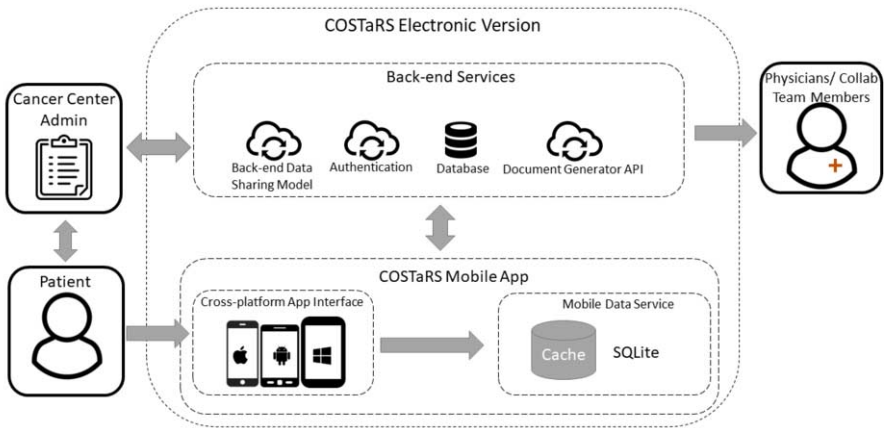 COSTaRS Electronic Version
Back-end Services
Cancer Center
Admin
Back-end Data
Sharing Model
Authentication
Database
Document Generator API
Physicians/ Collab
Team Members
Patient
COSTaRS Mobile App
Cross-platform App Interface
Mobile Data Service
Cache
SQLite